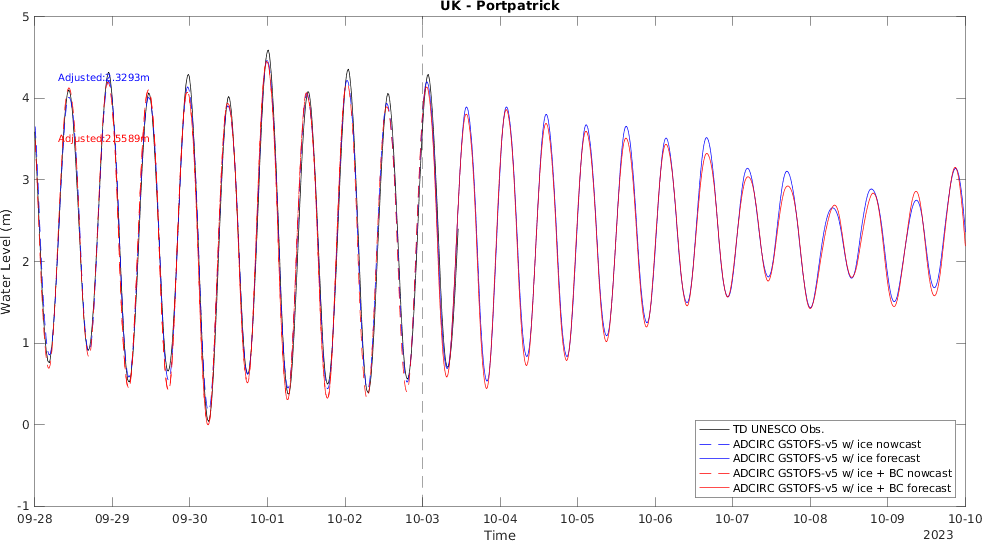 UK - Portpatrick
5
4
3
2
1
0
-1
Water Level (m)
Adjusted:2.3293m
Adjusted:2.5589m
TD UNESCO Obs.
ADCIRC GSTOFS-v5 w/ ice nowcast
ADCIRC GSTOFS-v5 w/ ice forecast
ADCIRC GSTOFS-v5 w/ ice + BC nowcast
ADCIRC GSTOFS-v5 w/ ice + BC forecast
09-28 09-29 09-30 10-01 10-02 10-03 10-04 10-05 10-06 10-07 10-08 10-09 10-10
Time
2023